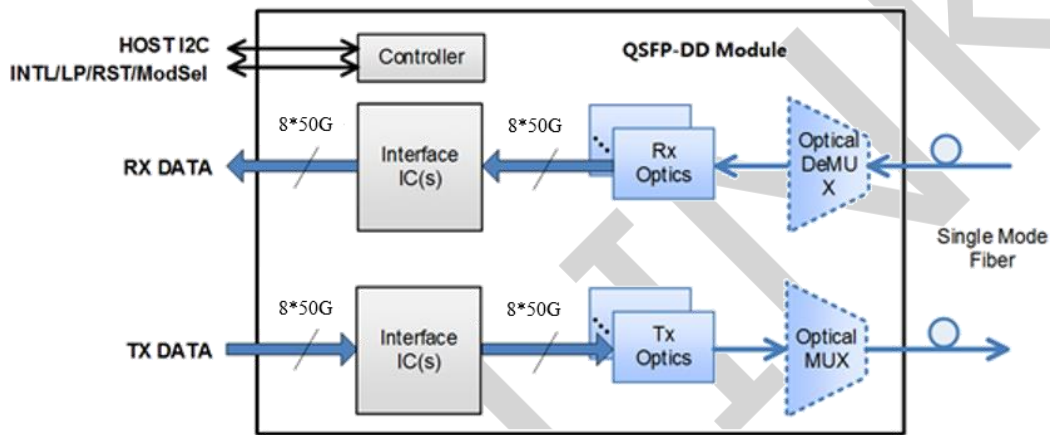 HOST I2C
INTL/LP/RST/ModSel
Controller
QSFP-DD Module
8*50G
8*50G
RX DATA
Interface
IC(s)
Rx
Optics
Optical
DeMU
X
Single Mode
Fiber
8*50G
8*50G
TX DATA
Interface
IC(s)
Tx
Optics
Optical
MUX